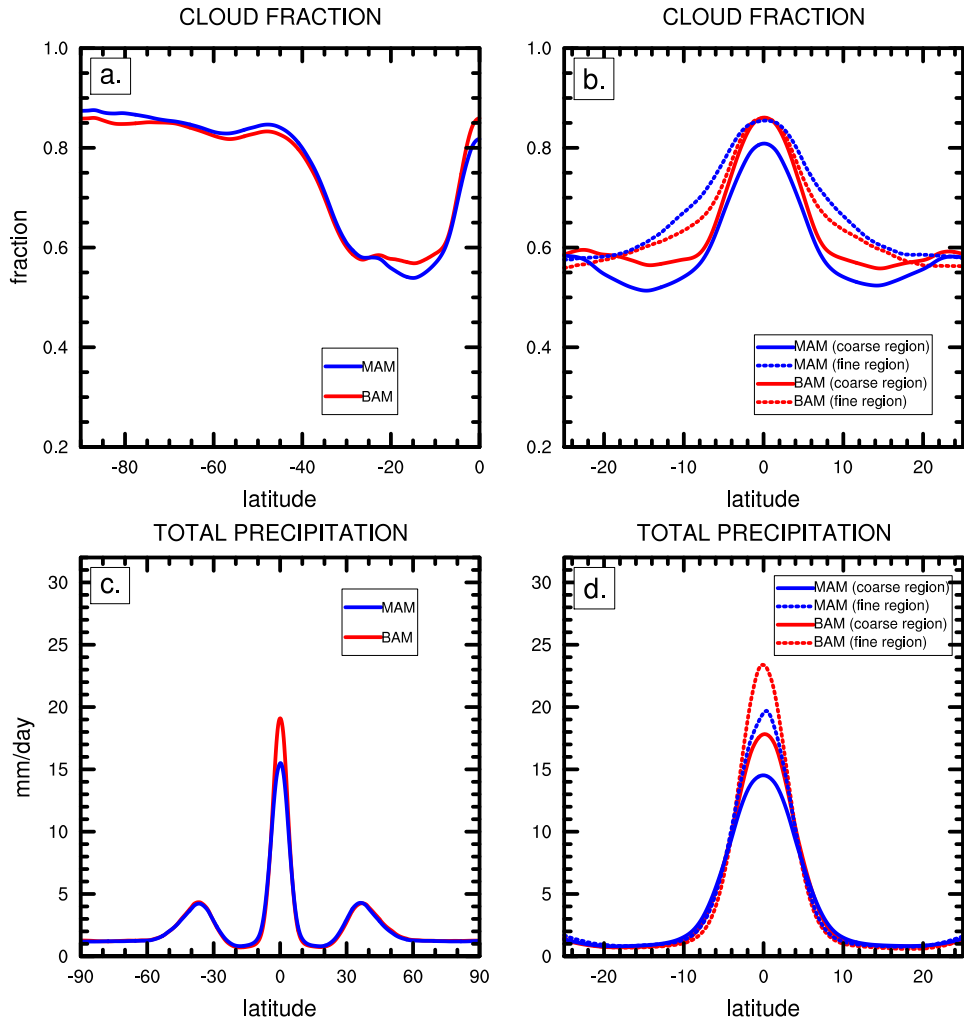 CLOUD FRACTION
a.
1.0
0.8
0.6
0.4
0.2
fraction
MAM
BAM
-80 -60 -40 -20 0
latitude
CLOUD FRACTION
b.
1.0
0.8
0.6
0.4
0.2
MAM (coarse region)
MAM (fine region)
BAM (coarse region)
BAM (fine region)
-20 -10 0 10 20
latitude
TOTAL PRECIPITATION
c.
30
25
20
15
10
5
0
mm/day
MAM
BAM
-90 -60 -30 0 30 60 90
latitude
TOTAL PRECIPITATION
d.
30
25
20
15
10
5
0
MAM (coarse region)
MAM (fine region)
BAM (coarse region)
BAM (fine region)
-20 -10 0 10 20
latitude